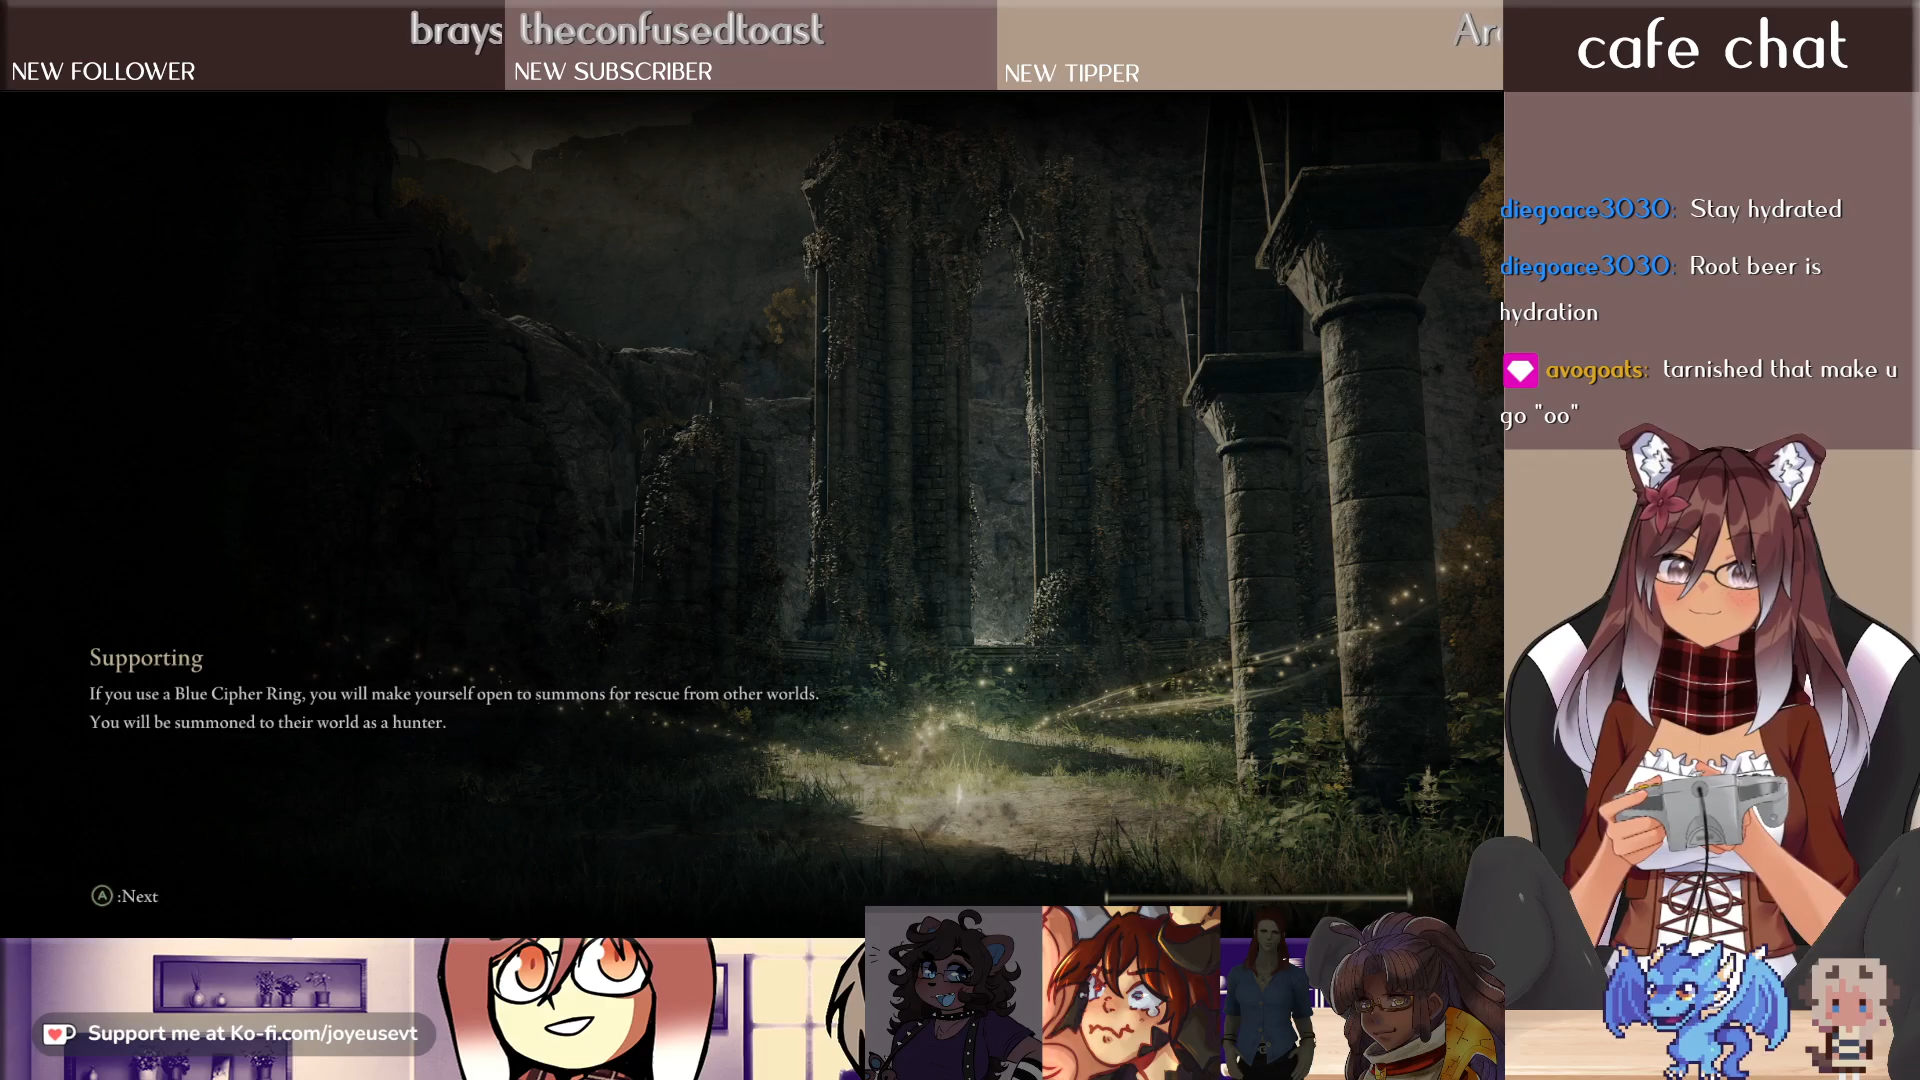 brays
NEW FOLLOWER
theconfusedtoast
NEW SUBSCRIBER
NEW TIPPER
cafe chat
diegoace3030: Stay hydrated
diegoace3030: Root beer is
hydration
avogoats: tarnished that make u
go "oo"
Supporting
If you use a Blue Cipher Ring, you will make yourself open to summons for rescue from other worlds.
You will be summoned to their world as a hunter.
A :Next
Support me at Ko-fi.com/joyeusevt